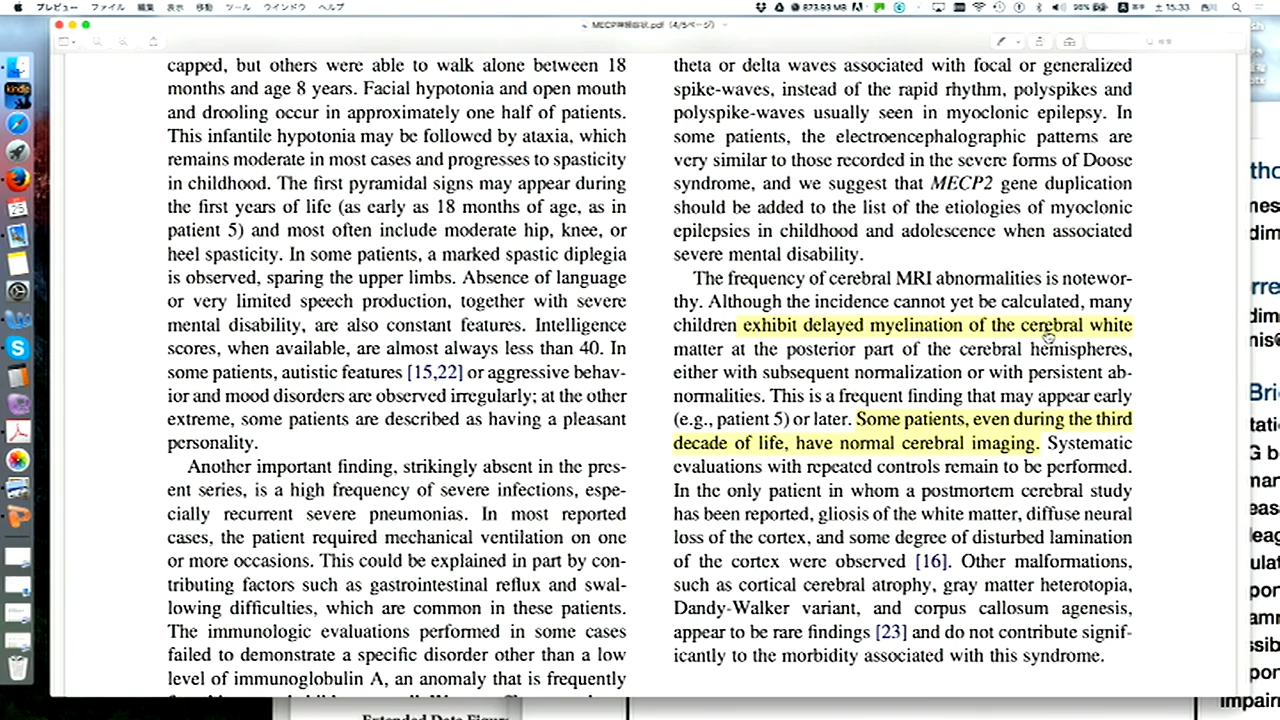 プレビュー ファイル 編集 表示 移動 ツール ウインドウ ヘルプ
873.93 MB
96%
土 15:33
MECP神経症状.pdf (4/5ページ)
検索
capped, but others were able to walk alone between 18
months and age 8 years. Facial hypotonia and open mouth
and drooling occur in approximately one half of patients.
This infantile hypotonia may be followed by ataxia, which
remains moderate in most cases and progresses to spasticity
in childhood. The first pyramidal signs may appear during
the first years of life (as early as 18 months of age, as in
patient 5) and most often include moderate hip, knee, or
heel spasticity. In some patients, a marked spastic diplegia
is observed, sparing the upper limbs. Absence of language
or very limited speech production, together with severe
mental disability, are also constant features. Intelligence
scores, when available, are almost always less than 40. In
some patients, autistic features [15,22] or aggressive behav-
ior and mood disorders are observed irregularly; at the other
extreme, some patients are described as having a pleasant
personality.
Another important finding, strikingly absent in the pres-
ent series, is a high frequency of severe infections, espe-
cially recurrent severe pneumonias. In most reported
cases, the patient required mechanical ventilation on one
or more occasions. This could be explained in part by con-
tributing factors such as gastrointestinal reflux and swal-
lowing difficulties, which are common in these patients.
The immunologic evaluations performed in some cases
failed to demonstrate a specific disorder other than a low
level of immunoglobulin A, an anomaly that is frequently
theta or delta waves associated with focal or generalized
spike-waves, instead of the rapid rhythm, polyspikes and
polyspike-waves usually seen in myoclonic epilepsy. In
some patients, the electroencephalographic patterns are
very similar to those recorded in the severe forms of Doose
syndrome, and we suggest that MECP2 gene duplication
should be added to the list of the etiologies of myoclonic
epilepsies in childhood and adolescence when associated
severe mental disability.
The frequency of cerebral MRI abnormalities is notewor-
thy. Although the incidence cannot yet be calculated, many
children exhibit delayed myelination of the cerebral white
matter at the posterior part of the cerebral hemispheres,
either with subsequent normalization or with persistent ab-
normalities. This is a frequent finding that may appear early
(e.g., patient 5) or later. Some patients, even during the third
decade of life, have normal cerebral imaging. Systematic
evaluations with repeated controls remain to be performed.
In the only patient in whom a postmortem cerebral study
has been reported, gliosis of the white matter, diffuse neural
loss of the cortex, and some degree of disturbed lamination
of the cortex were observed [16]. Other malformations,
such as cortical cerebral atrophy, gray matter heterotopia,
Dandy-Walker variant, and corpus callosum agenesis,
appear to be rare findings [23] and do not contribute signif-
icantly to the morbidity associated with this syndrome.
kindle
25
Extended Data Figure